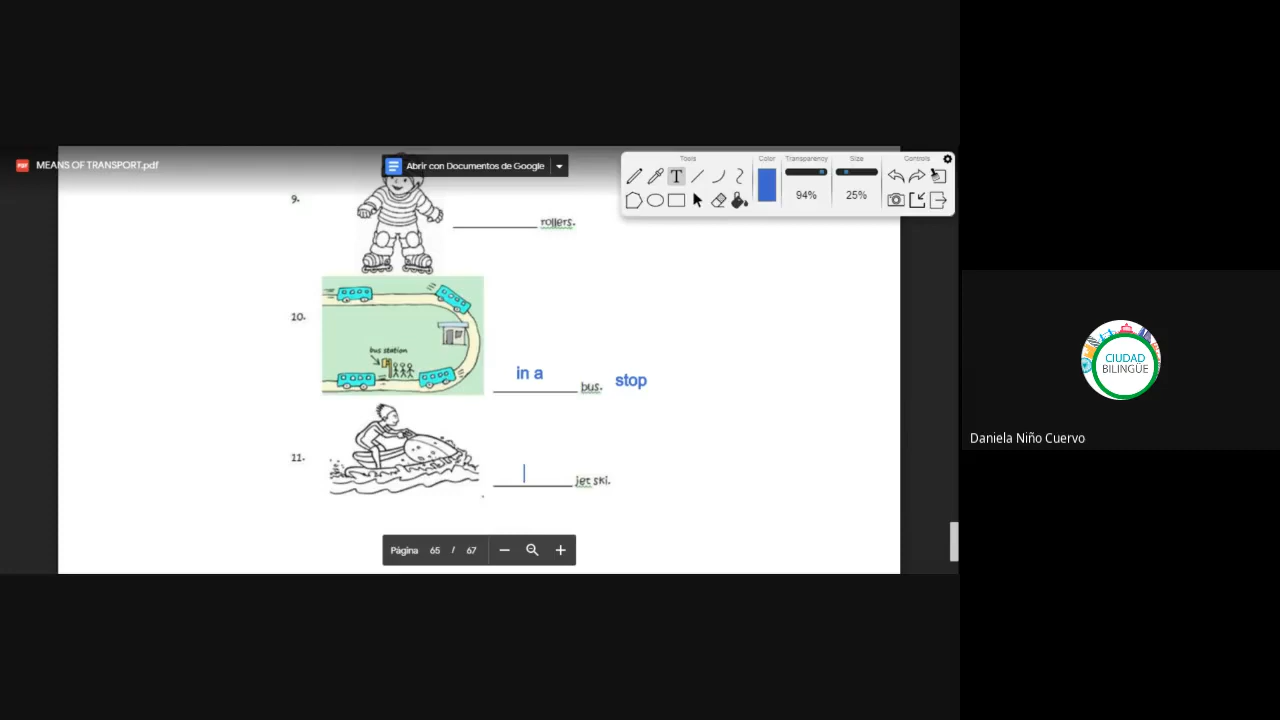 MEANS OF TRANSPORT.pdf
Abrir con Documentos de Google
Tools
Color
Transparency
Size
Controls
94%
25%
9.
rollers.
10.
bus station
in a
bus.
stop
11.
jet ski.
Página 65 / 67
CIUDAD
BILINGÜE
Daniela Niño Cuervo